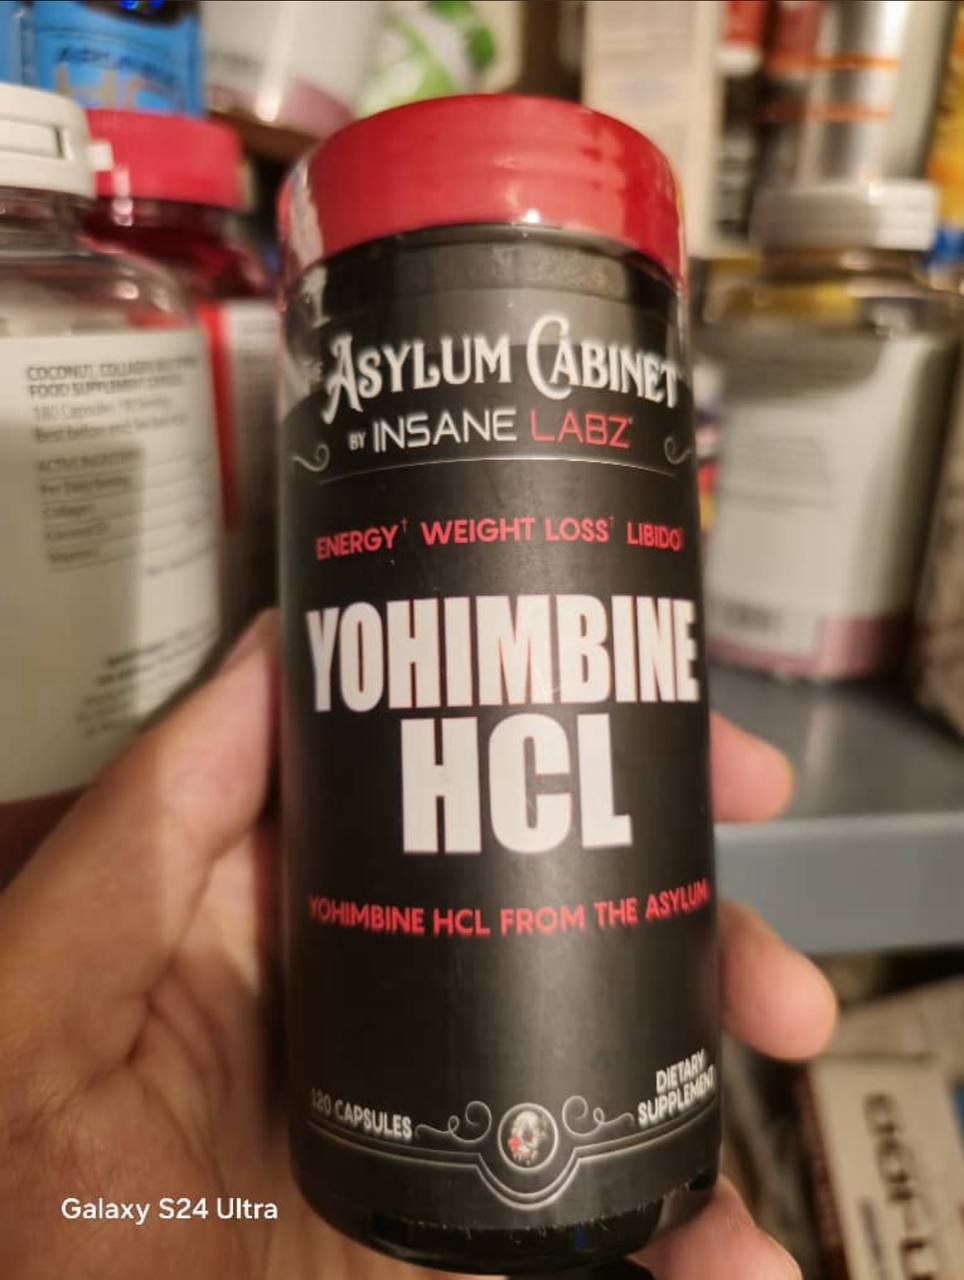 THE ASYLUM CABINET
BY INSANE LABZ
ENERGY† WEIGHT LOSS† LIBIDO†
YOHIMBINE
HCL
YOHIMBINE HCL FROM THE ASYLUM
120 CAPSULES
DIETARY
SUPPLEMENT
COCONUT, COLLAGEN
FOOD SUPPLEMENT
180 Capsules
Galaxy S24 Ultra